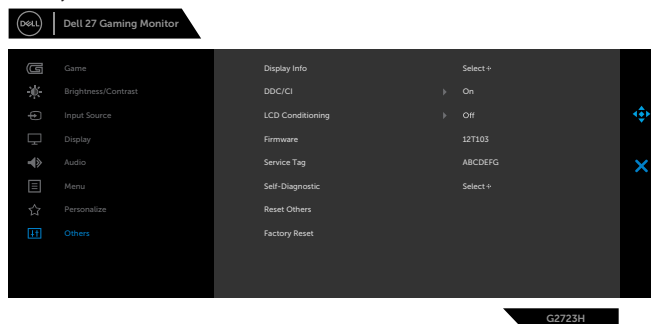 DELL Dell 27 Gaming Monitor
Game Display Info Select
Brightness/Contrast DDC/CI On
Input Source LCD Conditioning Off
Display Firmware 12T103
Audio Service Tag ABCDEFG
Menu Self-Diagnostic Select
Personalize Reset Others
Others Factory Reset
G2723H